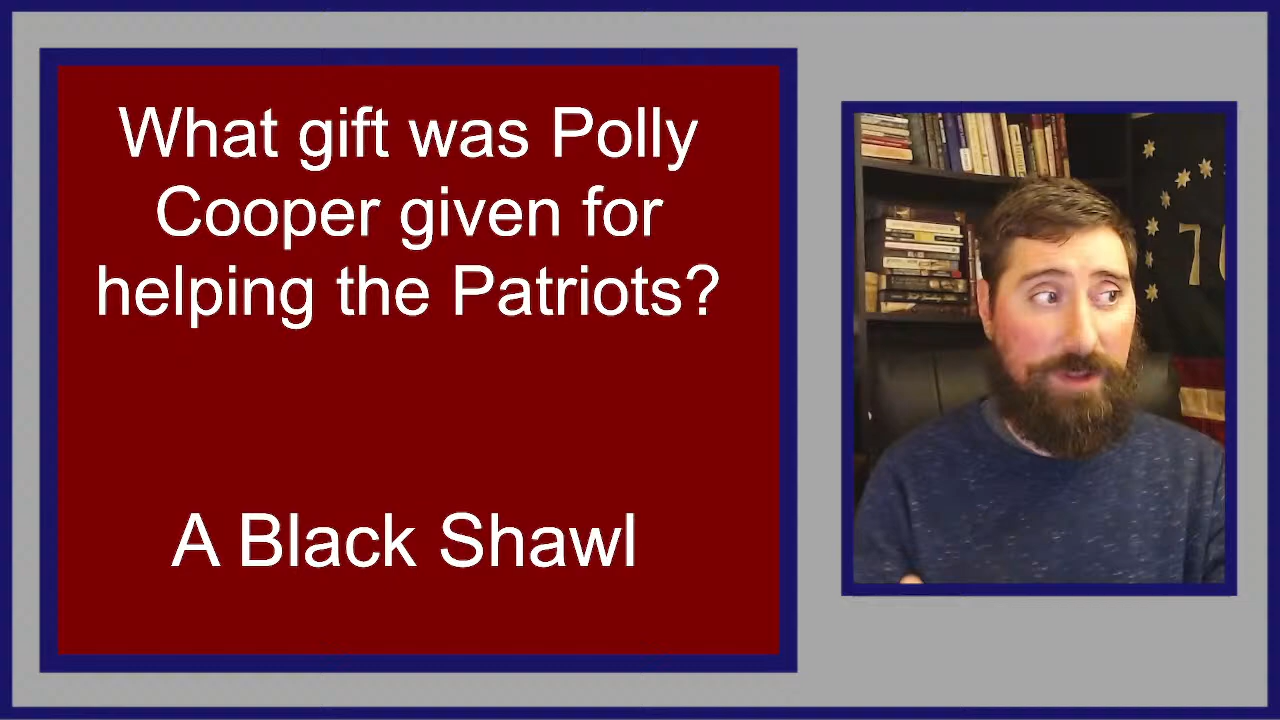 What gift was Polly
Cooper given for
helping the Patriots?
A Black Shawl